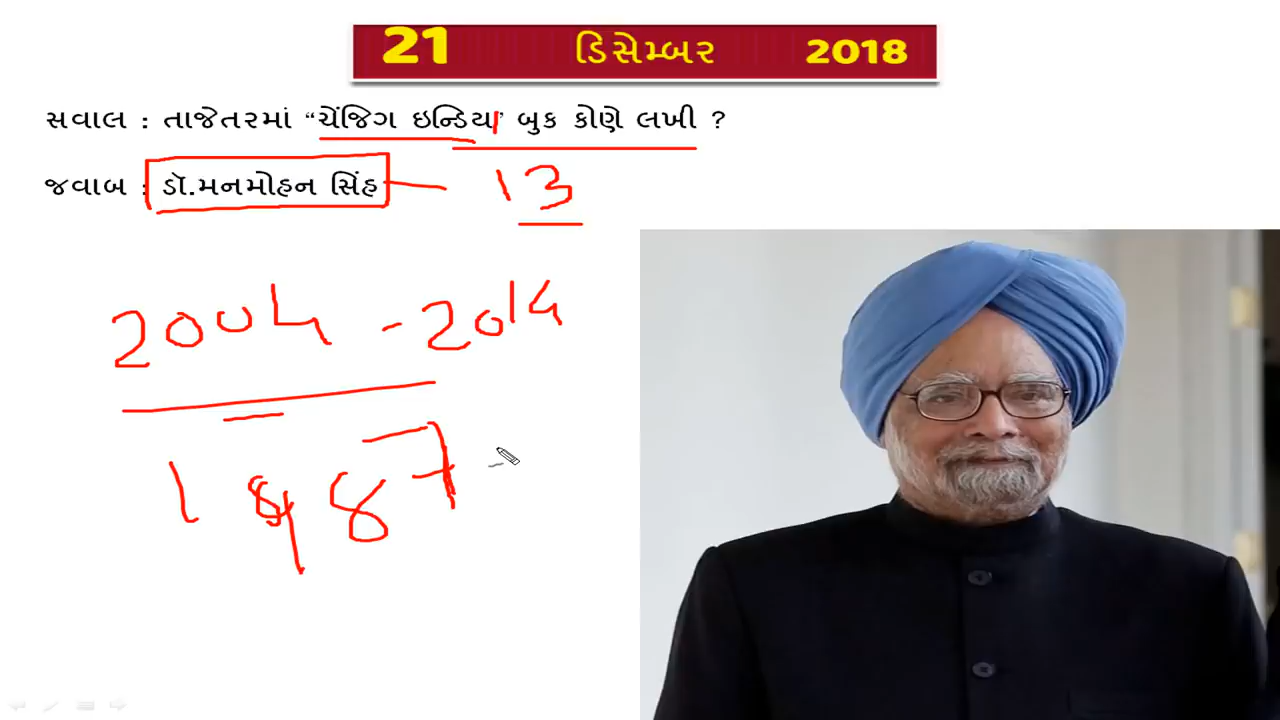 21 ડિસેમ્બર 2018
સવાલ : તાજેતરમાં “ચેંજિગ ઇન્ડિયા” બુક કોણે લખી ?
જવાબ : ડૉ.મનમોહન સિંહ — 13
2004 - 2014
1987